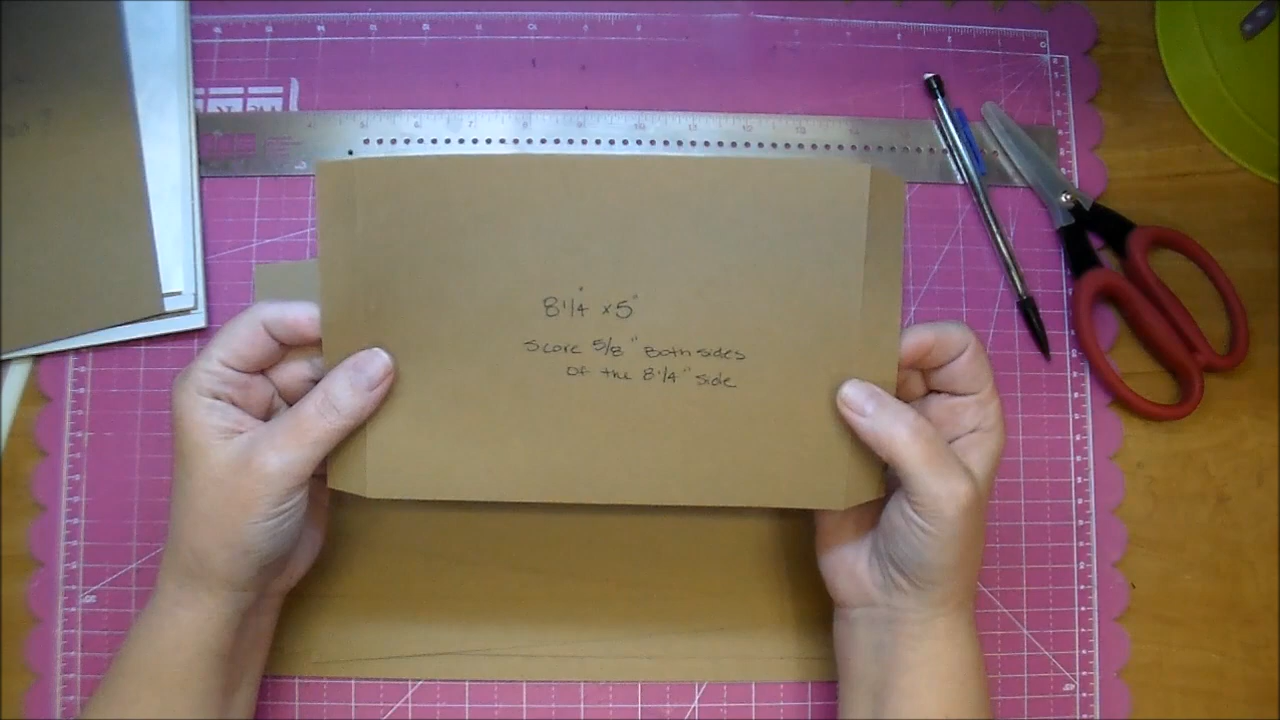 8 1/4" x 5"
Score 5/8" Both sides
of the 8 1/4" side